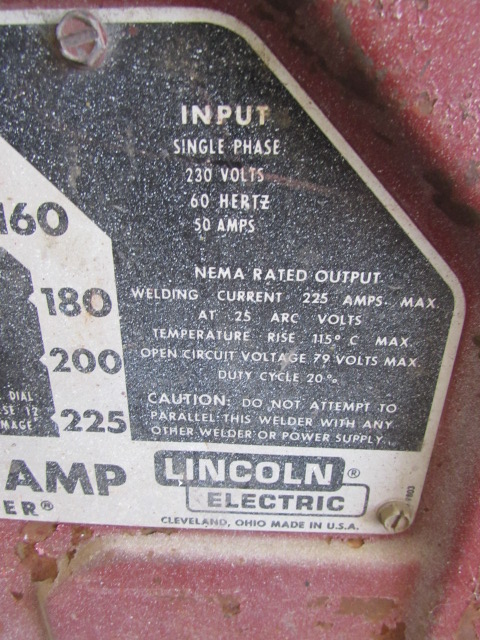 INPUT
SINGLE PHASE
230 VOLTS
60 HERTZ
50 AMPS
160
NEMA RATED OUTPUT
WELDING CURRENT 225 AMPS. MAX.
AT 25 ARC VOLTS
TEMPERATURE RISE 115° C MAX.
OPEN CIRCUIT VOLTAGE 79 VOLTS MAX.
DUTY CYCLE 20%
180
200
225
CAUTION: DO NOT ATTEMPT TO
PARALLEL THIS WELDER WITH ANY
OTHER WELDER OR POWER SUPPLY.
DIAL
SE 12
MAGE
AMP
ER®
LINCOLN ®
ELECTRIC
CLEVELAND, OHIO MADE IN U.S.A.